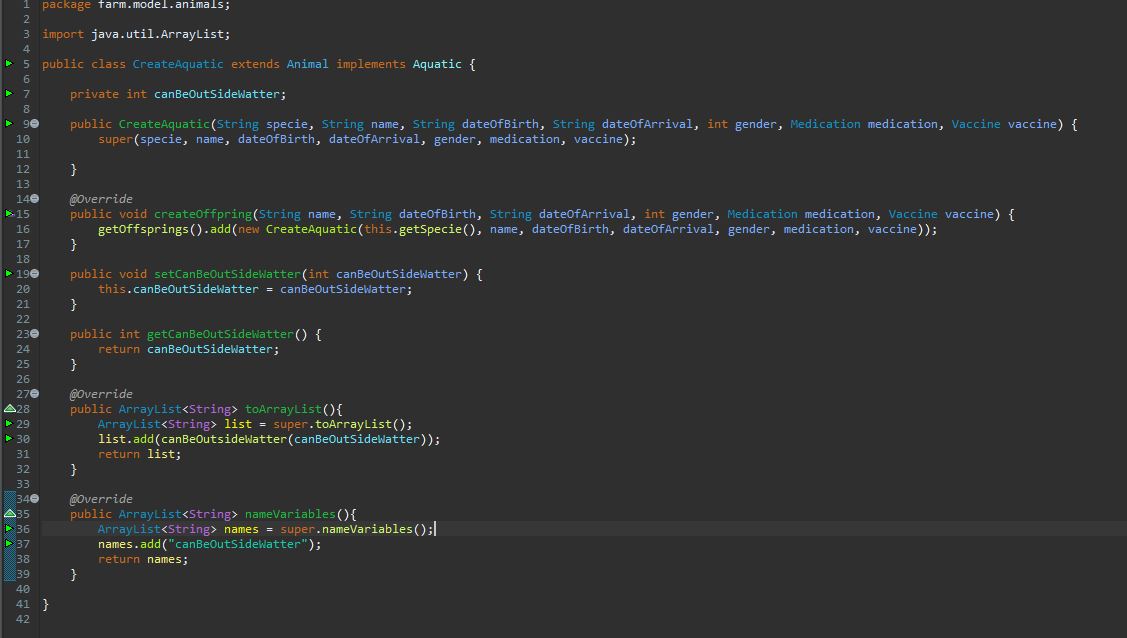 1 package farm.model.animals;
2
3 import java.util.ArrayList;
4
5 public class CreateAquatic extends Animal implements Aquatic {
6
7     private int canBeOutSideWatter;
8
9     public CreateAquatic(String specie, String name, String dateOfBirth, String dateOfArrival, int gender, Medication medication, Vaccine vaccine) {
10         super(specie, name, dateOfBirth, dateOfArrival, gender, medication, vaccine);
11
12     }
13
14     @Override
15     public void createOffpring(String name, String dateOfBirth, String dateOfArrival, int gender, Medication medication, Vaccine vaccine) {
16         getOffsprings().add(new CreateAquatic(this.getSpecie(), name, dateOfBirth, dateOfArrival, gender, medication, vaccine));
17     }
18
19     public void setCanBeOutSideWatter(int canBeOutSideWatter) {
20         this.canBeOutSideWatter = canBeOutSideWatter;
21     }
22
23     public int getCanBeOutSideWatter() {
24         return canBeOutSideWatter;
25     }
26
27     @Override
28     public ArrayList<String> toArrayList(){
29         ArrayList<String> list = super.toArrayList();
30         list.add(canBeOutsideWatter(canBeOutSideWatter));
31         return list;
32     }
33
34     @Override
35     public ArrayList<String> nameVariables(){
36         ArrayList<String> names = super.nameVariables();
37         names.add("canBeOutSideWatter");
38         return names;
39     }
40
41 }
42